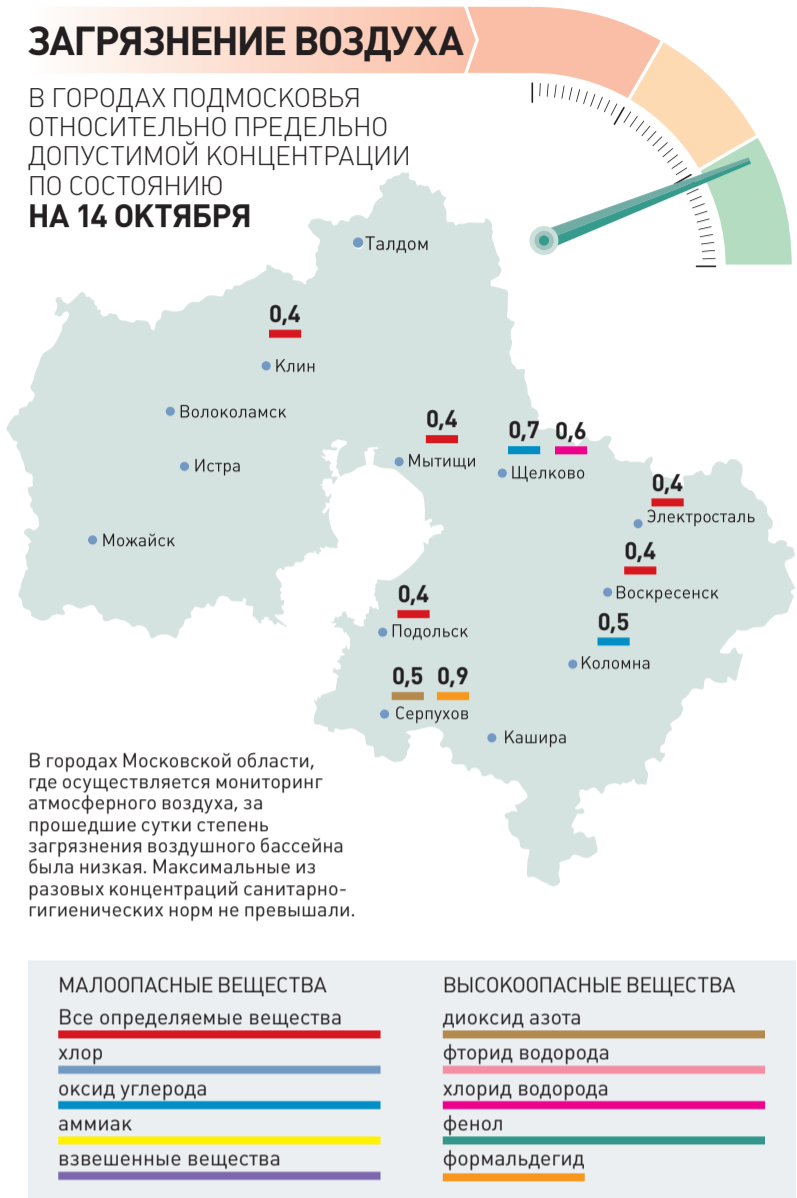 ЗАГРЯЗНЕНИЕ ВОЗДУХА
В ГОРОДАХ ПОДМОСКОВЬЯ
ОТНОСИТЕЛЬНО ПРЕДЕЛЬНО
ДОПУСТИМОЙ КОНЦЕНТРАЦИИ
ПО СОСТОЯНИЮ
НА 14 ОКТЯБРЯ
Талдом
0,4
Клин
Волоколамск
Истра
Можайск
0,4
Мытищи
0,7 0,6
Щелково
0,4
Электросталь
0,4
Воскресенск
0,4
Подольск
0,5
Коломна
0,5 0,9
Серпухов
Кашира
В городах Московской области,
где осуществляется мониторинг
атмосферного воздуха, за
прошедшие сутки степень
загрязнения воздушного бассейна
была низкая. Максимальные из
разовых концентраций санитарно-
гигиенических норм не превышали.
МАЛООПАСНЫЕ ВЕЩЕСТВА
Все определяемые вещества
хлор
оксид углерода
аммиак
взвешенные вещества
ВЫСОКООПАСНЫЕ ВЕЩЕСТВА
диоксид азота
фторид водорода
хлорид водорода
фенол
формальдегид